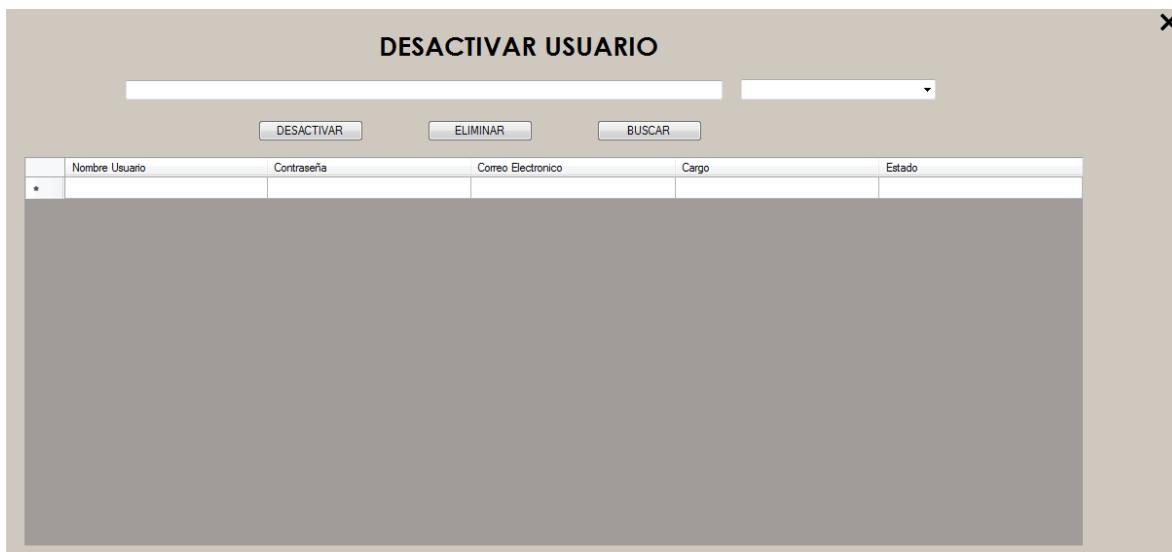 DESACTIVAR USUARIO
DESACTIVAR ELIMINAR BUSCAR
Nombre Usuario Contraseña Correo Electronico Cargo Estado